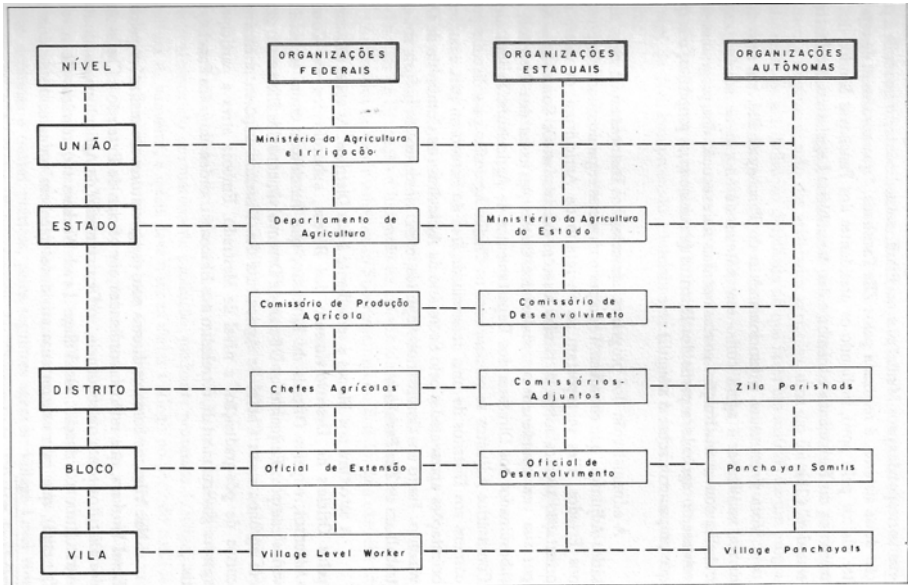 NÍVEL
ORGANIZAÇÕES
FEDERAIS
ORGANIZAÇÕES
ESTADUAIS
ORGANIZAÇÕES
AUTÔNOMAS
UNIÃO
Ministério da Agricultura
e Irrigação
ESTADO
Departamento de
Agricultura
Ministério da Agricultura
do Estado
Comissário de Produção
Agrícola
Comissário de
Desenvolvimeto
DISTRITO
Chefes Agrícolas
Comissários-
Adjuntos
Zila Parishads
BLOCO
Oficial de Extensão
Oficial de
Desenvolvimento
Panchayat Samitis
VILA
Village Level Worker
Village Panchayats